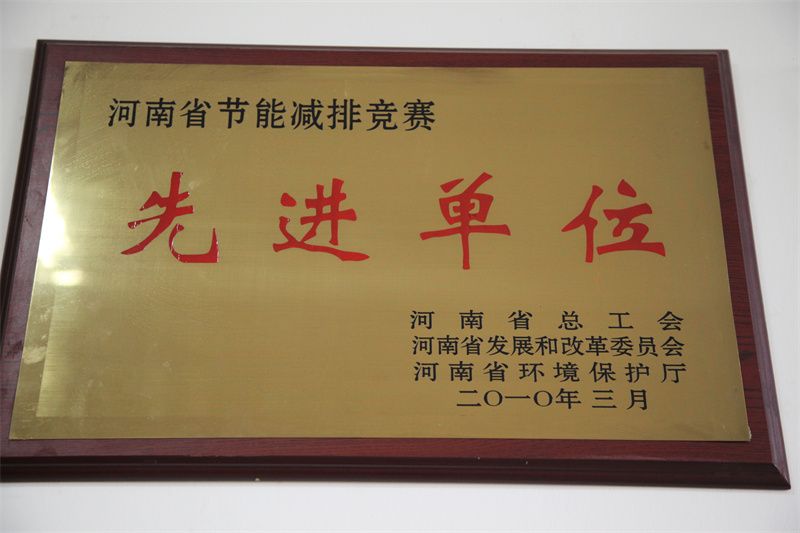 河南省节能减排竞赛
先进单位
河南省总工会
河南省发展和改革委员会
河南省环境保护厅
二〇一〇年三月